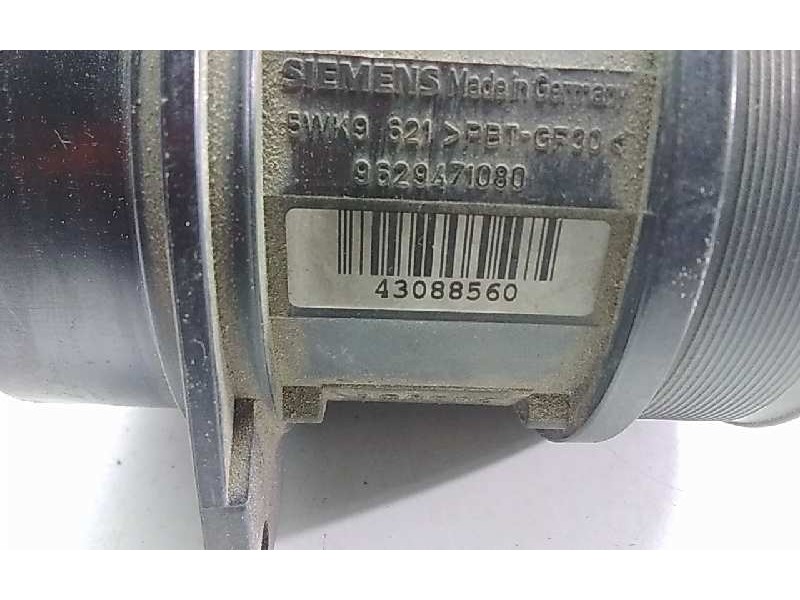 SIEMENS Made in Germany
5WK9 621 >PBT-GF30<
9629471080
43088560